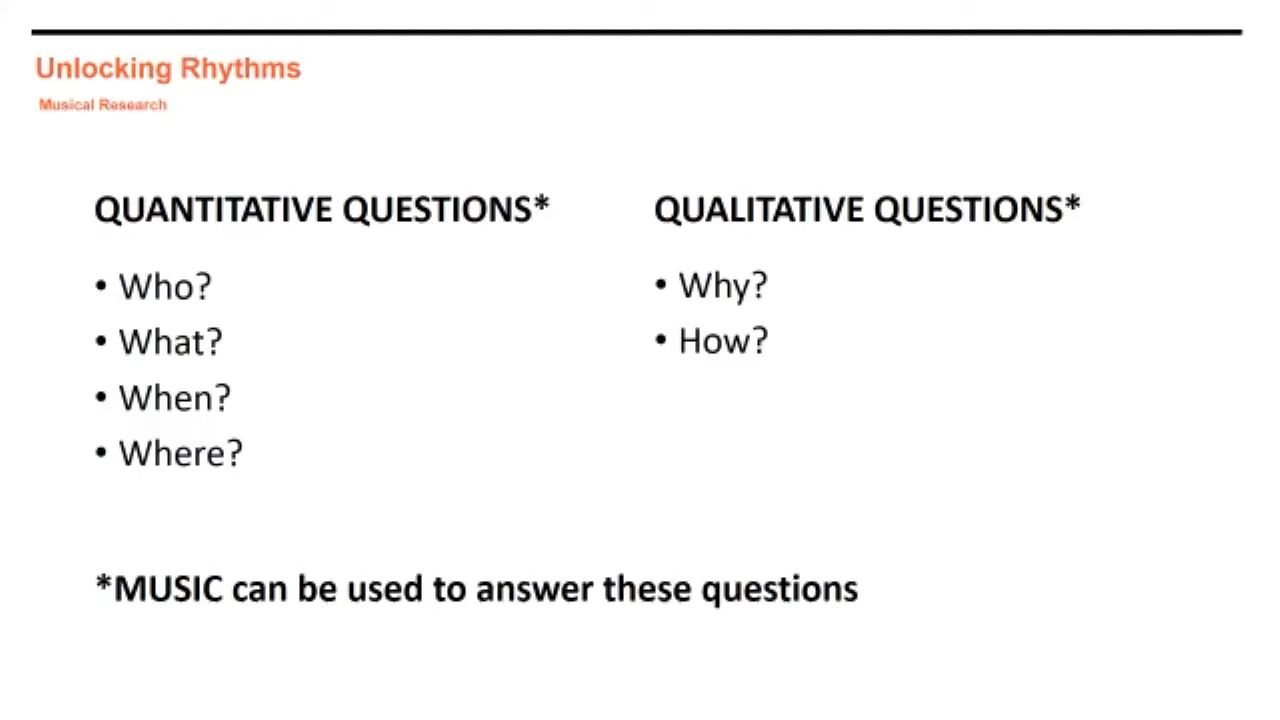 Unlocking Rhythms
Musical Research
QUANTITATIVE QUESTIONS*
• Who?
• What?
• When?
• Where?
QUALITATIVE QUESTIONS*
• Why?
• How?
*MUSIC can be used to answer these questions